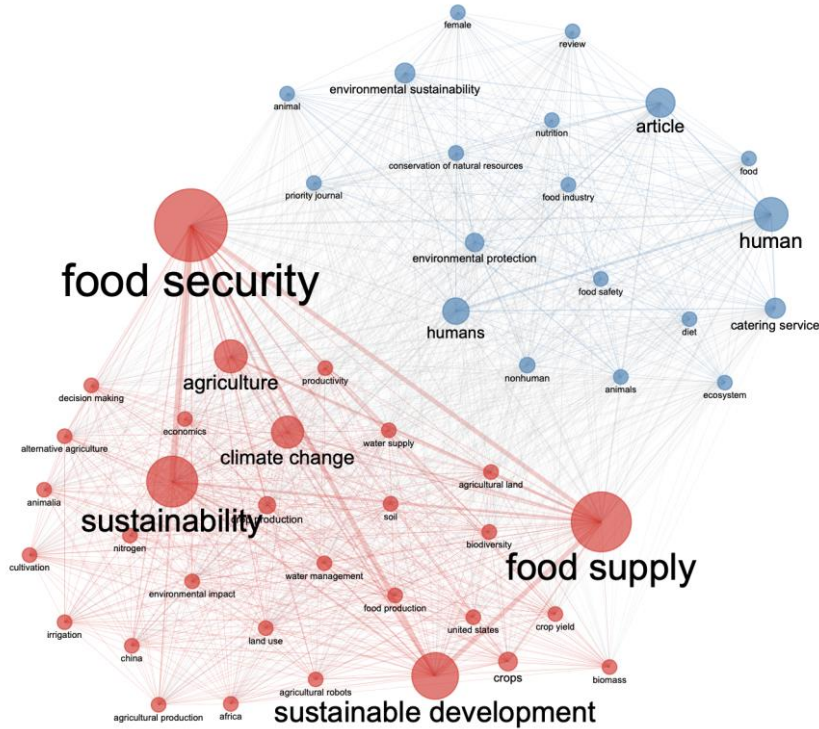 female
review
environmental sustainability
animal
article
nutrition
conservation of natural resources
food
priority journal
food industry
human
environmental protection
food security
food safety
humans
diet
catering service
nonhuman
animals
ecosystem
agriculture
productivity
decision making
economics
water supply
alternative agriculture
climate change
agricultural land
animalia
sustainability
crop production
soil
nitrogen
biodiversity
cultivation
water management
food supply
environmental impact
food production
irrigation
land use
united states
crop yield
china
crops
biomass
agricultural robots
agricultural production
africa
sustainable development